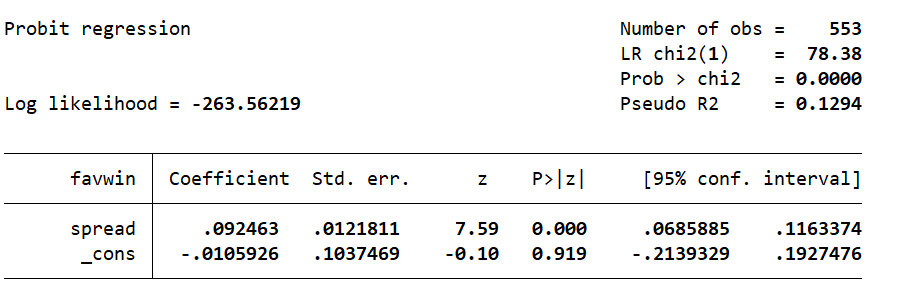 Probit regression Number of obs = 553
LR chi2(1) = 78.38
Prob > chi2 = 0.0000
Log likelihood = -263.56219 Pseudo R2 = 0.1294
favwin Coefficient Std. err. z P>|z| [95% conf. interval]
spread .092463 .0121811 7.59 0.000 .0685885 .1163374
_cons -.0105926 .1037469 -0.10 0.919 -.2139329 .1927476